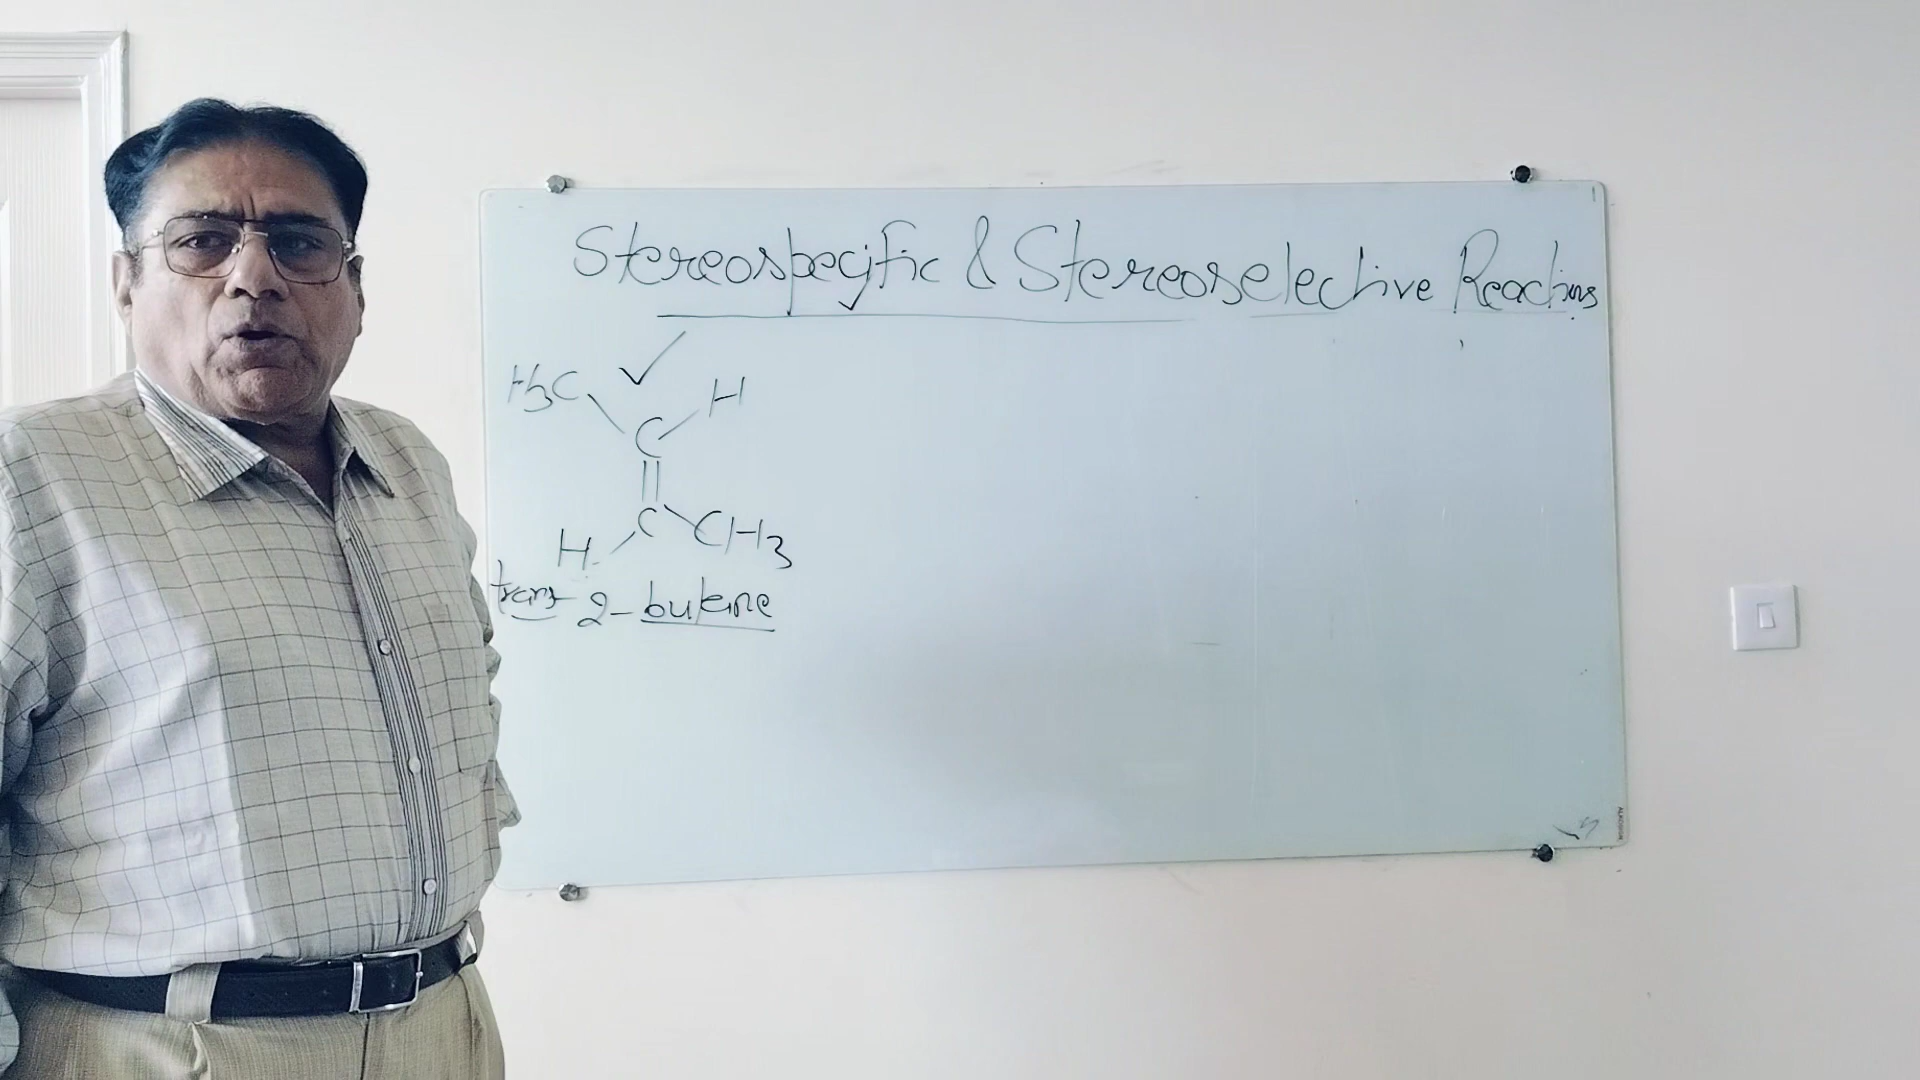 Stereospecific & Stereoselective Reactions
H3C H
C
||
C
H CH3
trans 2-butene